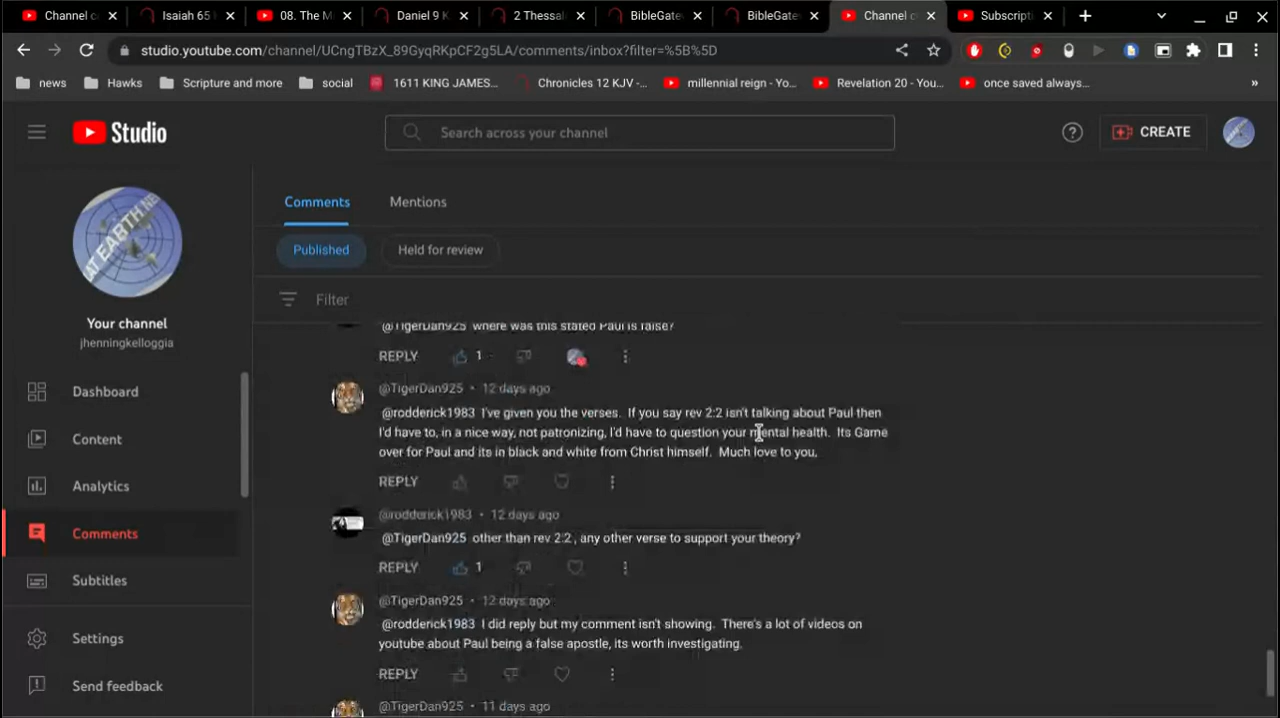 Channel c
Isaiah 65
08. The M
Daniel 9 K
2 Thessal
BibleGate
BibleGate
Channel c
Subscripti
studio.youtube.com/channel/UCngTBzX_89GyqRKpCF2g5LA/comments/inbox?filter=%5B%5D
news
Hawks
Scripture and more
social
1611 KING JAMES...
Chronicles 12 KJV -...
millennial reign - Yo...
Revelation 20 - You...
once saved always...
»
Studio
Search across your channel
CREATE
AT EARTH NE
Your channel
jhenningkelloggia
Dashboard
Content
Analytics
Comments
Subtitles
Settings
Send feedback
Comments
Mentions
Published
Held for review
Filter
@TigerDan925 where was this stated Paul is false?
REPLY 1
@TigerDan925 • 12 days ago
@rodderick1983 I've given you the verses. If you say rev 2:2 isn't talking about Paul then
I'd have to, in a nice way, not patronizing, I'd have to question your mental health. Its Game
over for Paul and its in black and white from Christ himself. Much love to you,
REPLY
@rodderick1983 • 12 days ago
@TigerDan925 other than rev 2:2 , any other verse to support your theory?
REPLY 1
@TigerDan925 • 12 days ago
@rodderick1983 I did reply but my comment isn't showing. There's a lot of videos on
youtube about Paul being a false apostle, its worth investigating.
REPLY
@TigerDan925 • 11 days ago